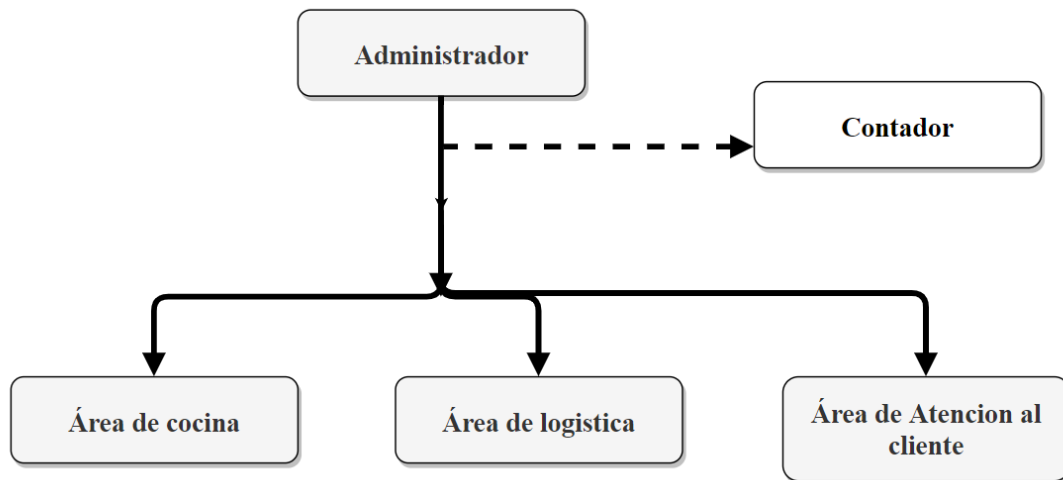 Administrador
Contador
Área de cocina
Área de logistica
Área de Atencion al
cliente